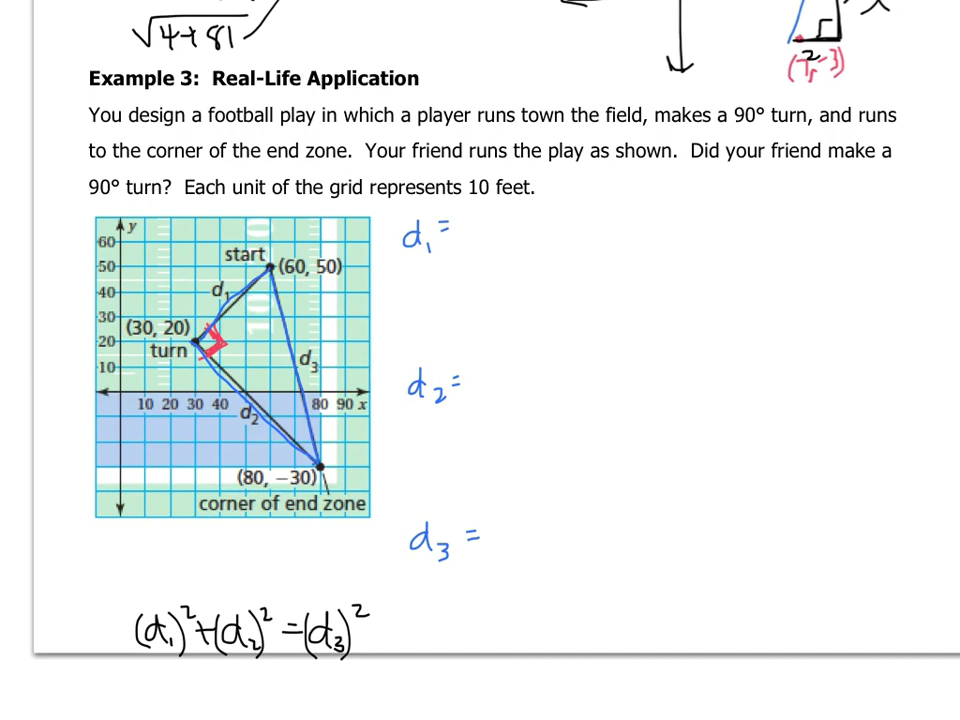 √4+81
(7,-3)
2
Example 3: Real-Life Application
You design a football play in which a player runs town the field, makes a 90° turn, and runs
to the corner of the end zone. Your friend runs the play as shown. Did your friend make a
90° turn? Each unit of the grid represents 10 feet.
y
60
50
40
30
20
10
start
(60, 50)
d₁
(30, 20)
turn
d₃
10 20 30 40
80 90 x
d₂
(80, −30)
corner of end zone
d₁ =
d₂ =
d₃ =
(d₁)² + (d₂)² = (d₃)²